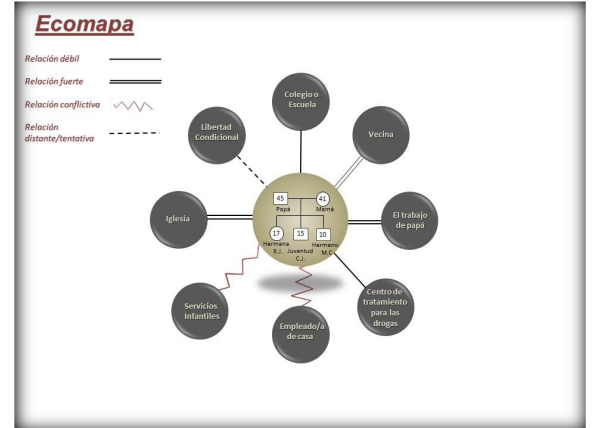 Ecomapa
Relación débil
Relación fuerte
Relación conflictiva
Relación
distante/tentativa
Colegio o
Escuela
Libertad
Condicional
Vecina
Iglesia
El trabajo
de papá
45
41
Papá
Mamá
17
15
10
Hermana
R.J.
Juventud
C.J.
Hermano
M.C.
Servicios
Infantiles
Empleado/a
de casa
Centro de
tratamiento
para las
drogas